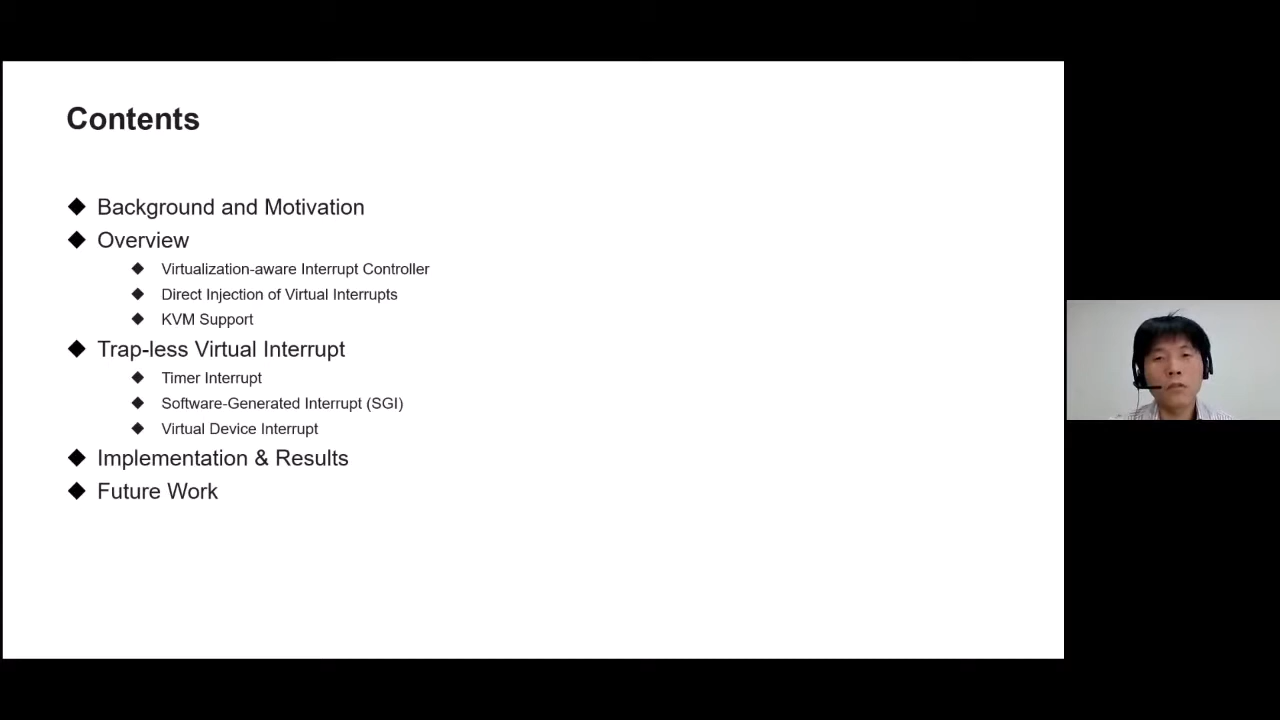 Contents
Background and Motivation
Overview
Virtualization-aware Interrupt Controller
Direct Injection of Virtual Interrupts
KVM Support
Trap-less Virtual Interrupt
Timer Interrupt
Software-Generated Interrupt (SGI)
Virtual Device Interrupt
Implementation & Results
Future Work